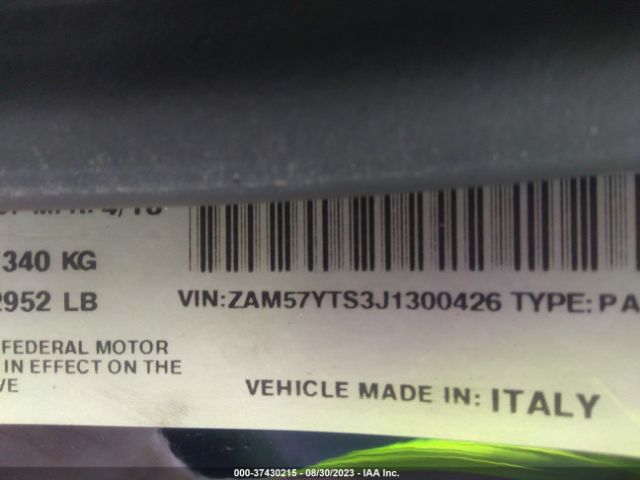 340 KG
2952 LB
VIN:ZAM57YTS3J1300426 TYPE:PA
FEDERAL MOTOR
IN EFFECT ON THE
VEHICLE MADE IN: ITALY
000-37430215 - 08/30/2023 - IAA Inc.